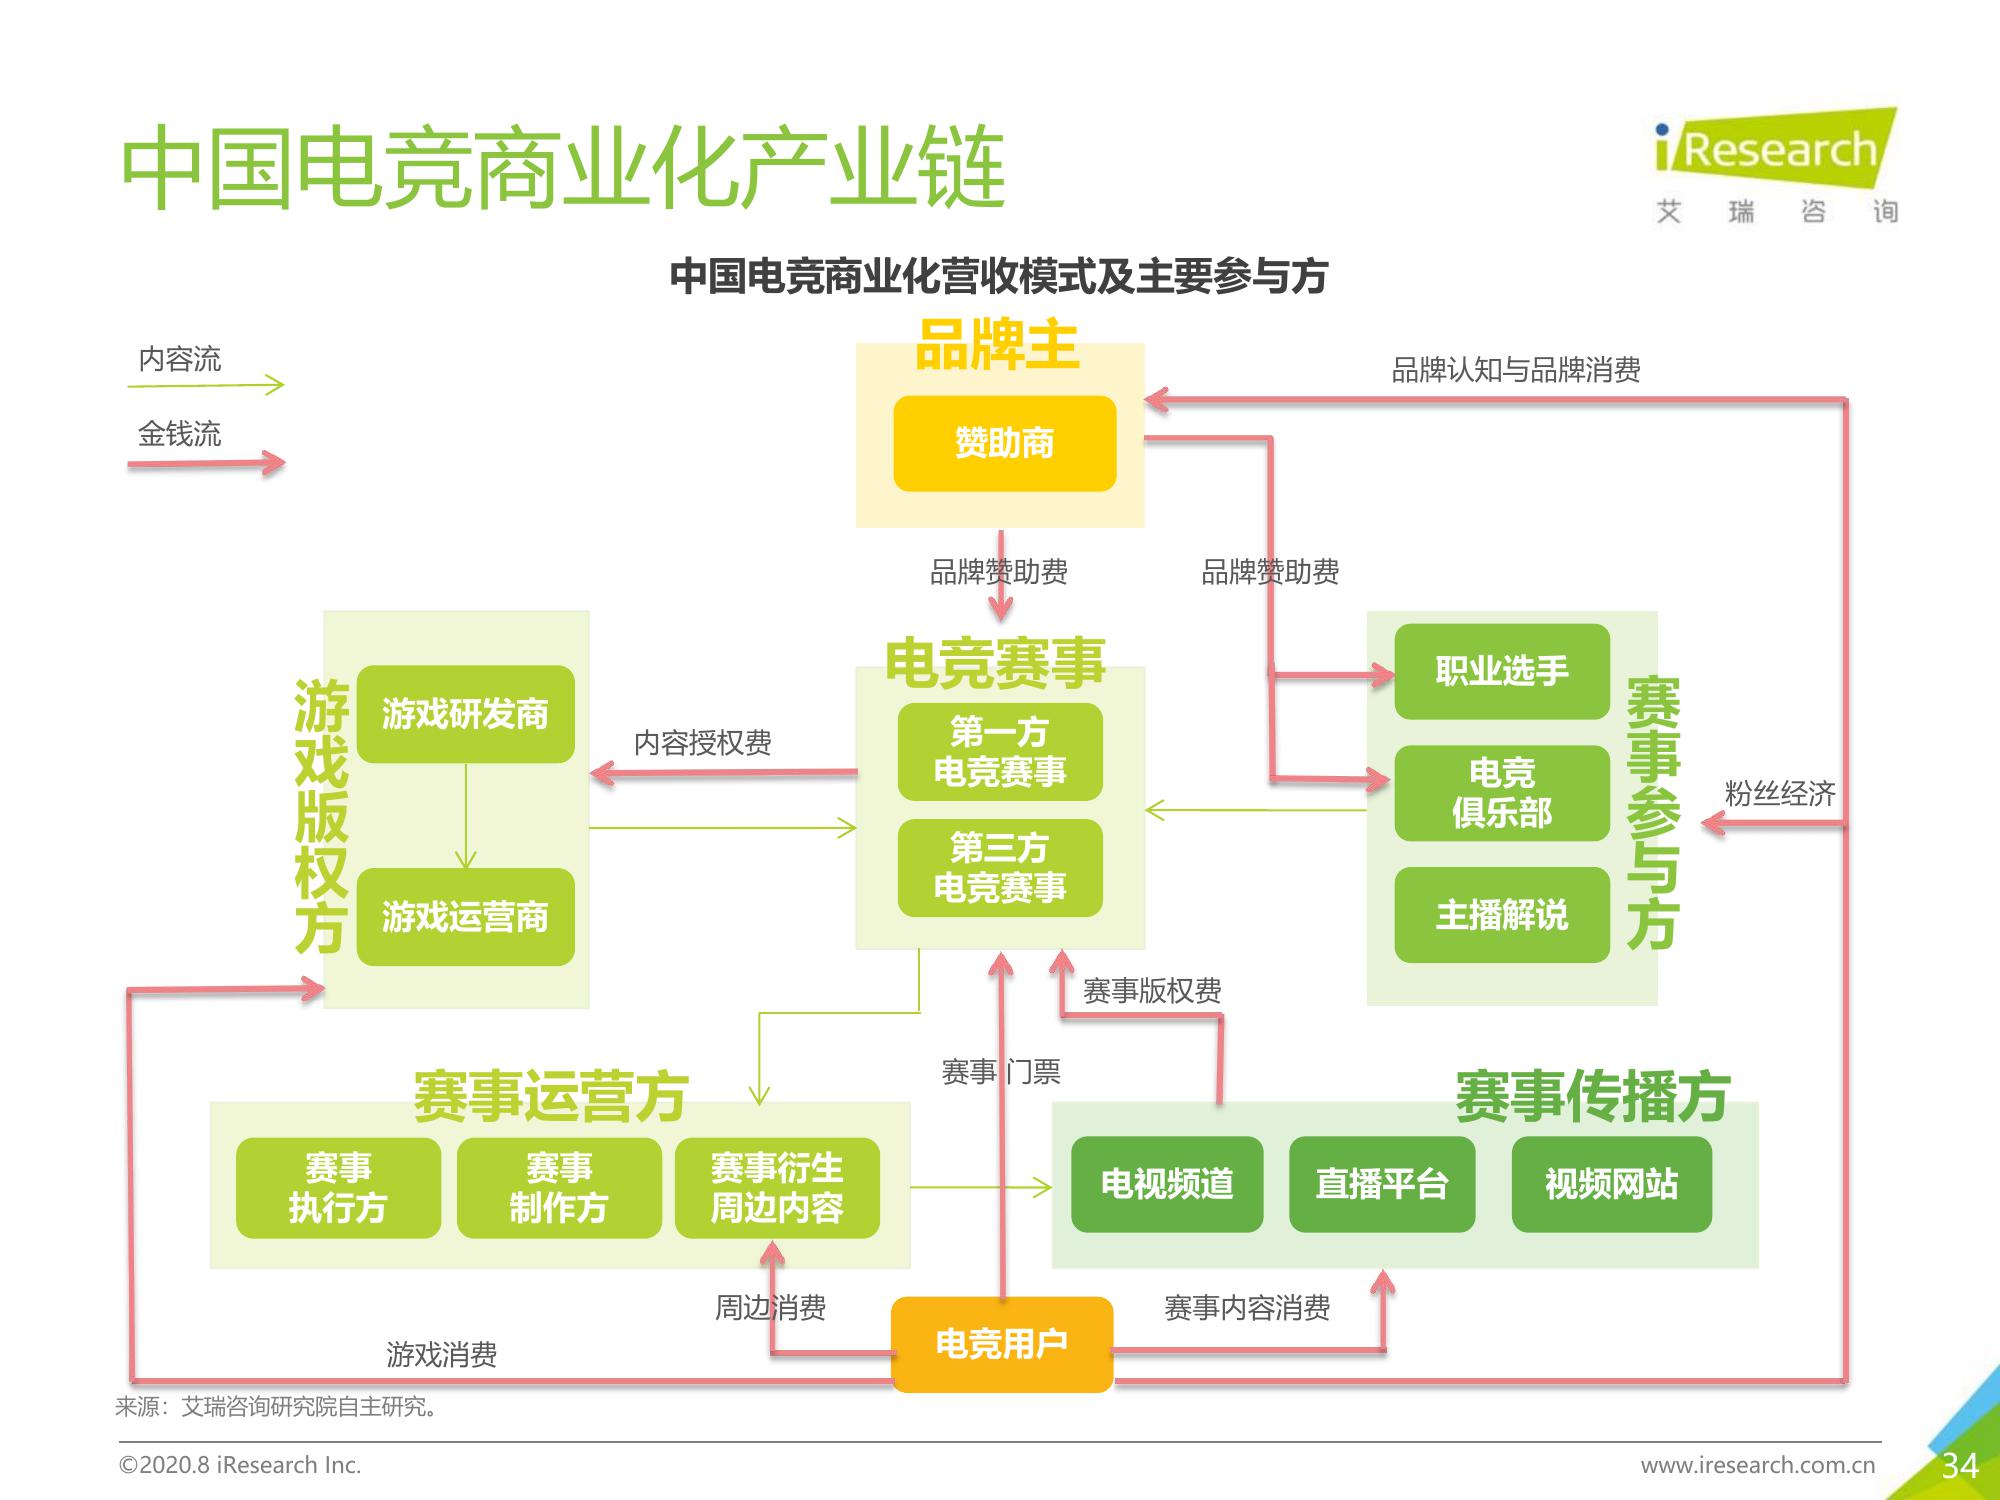 中国电竞商业化产业链
iResearch
艾瑞咨询
中国电竞商业化营收模式及主要参与方
内容流
金钱流
品牌主
赞助商
品牌认知与品牌消费
品牌赞助费
品牌赞助费
游戏版权方
游戏研发商
游戏运营商
内容授权费
电竞赛事
第一方
电竞赛事
第三方
电竞赛事
职业选手
电竞
俱乐部
主播解说
赛事参与方
粉丝经济
赛事版权费
赛事门票
赛事运营方
赛事
执行方
赛事
制作方
赛事衍生
周边内容
赛事传播方
电视频道
直播平台
视频网站
周边消费
赛事内容消费
电竞用户
游戏消费
来源：艾瑞咨询研究院自主研究。
©2020.8 iResearch Inc.
www.iresearch.com.cn
34